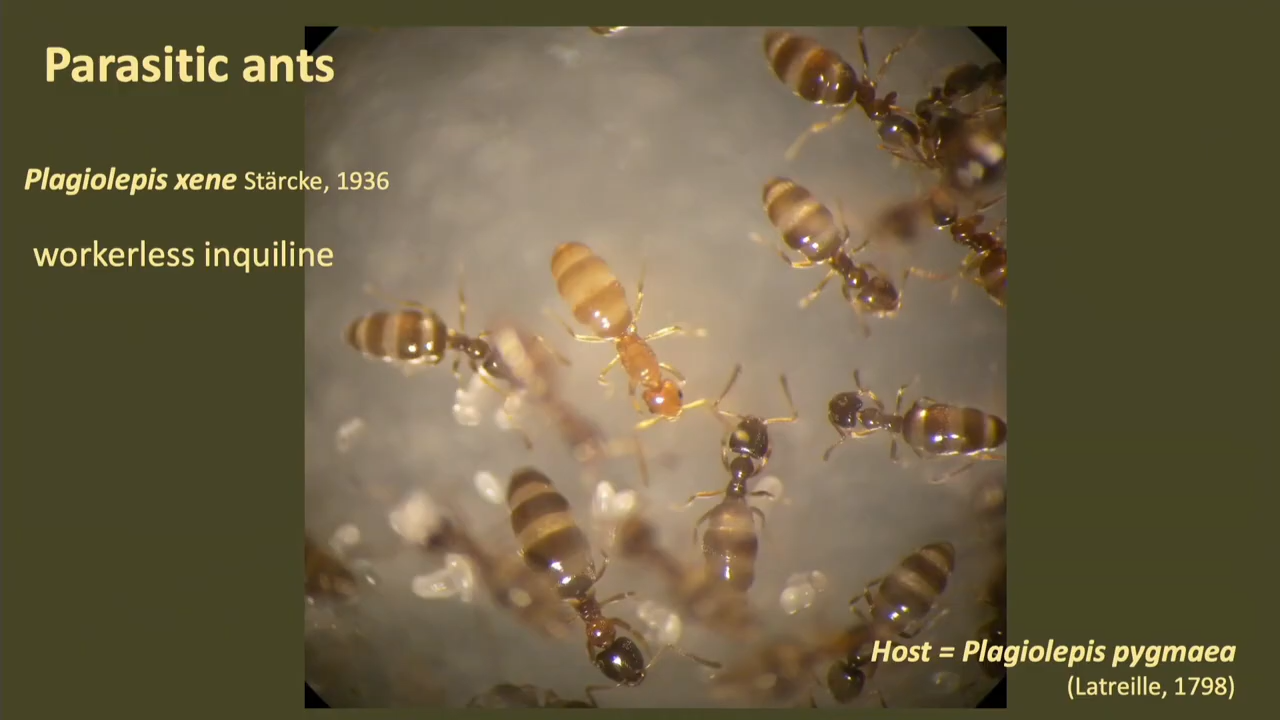 Parasitic ants
Plagiolepis xene Stärcke, 1936
workerless inquiline
Host = Plagiolepis pygmaea
(Latreille, 1798)